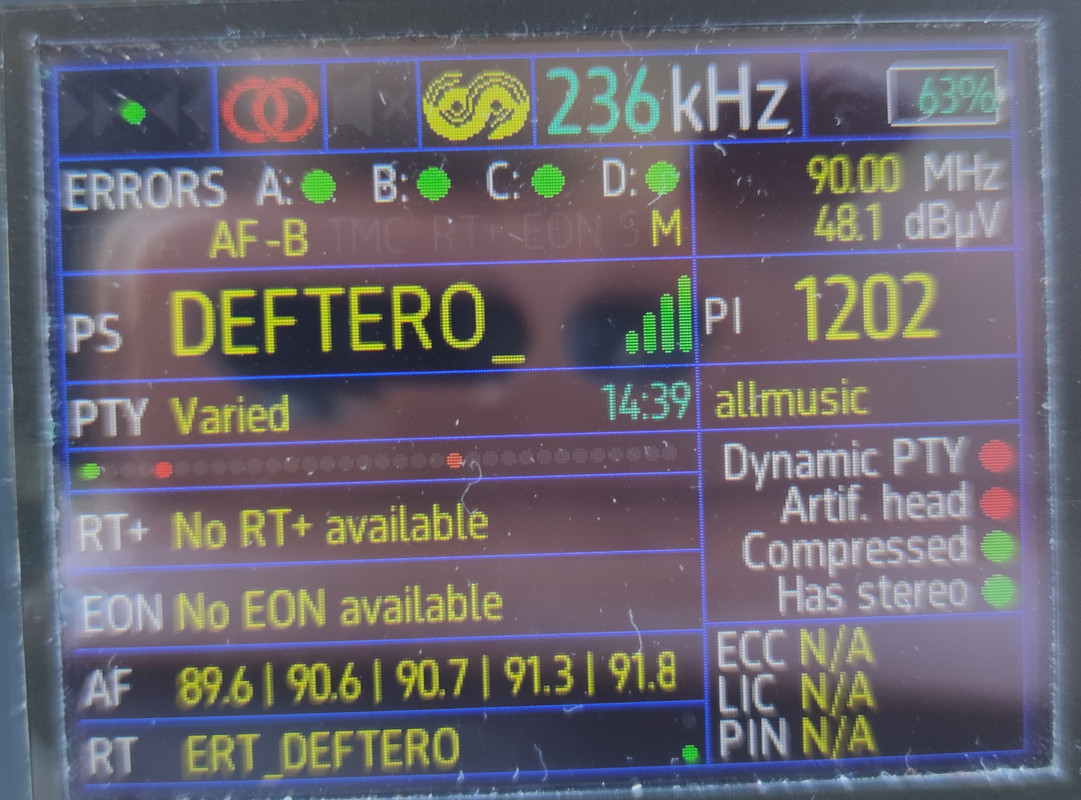 236 kHz 63%
ERRORS A: B: C: D: 90.00 MHz
AF-B TMC RT+ EON M 48.1 dBµV
PS DEFTERO_ PI 1202
PTY Varied 14:39 allmusic
Dynamic PTY
Artif. head
RT+ No RT+ available
Compressed
Has stereo
EON No EON available
ECC N/A
AF 89.6 | 90.6 | 90.7 | 91.3 | 91.8
LIC N/A
PIN N/A
RT ERT_DEFTERO